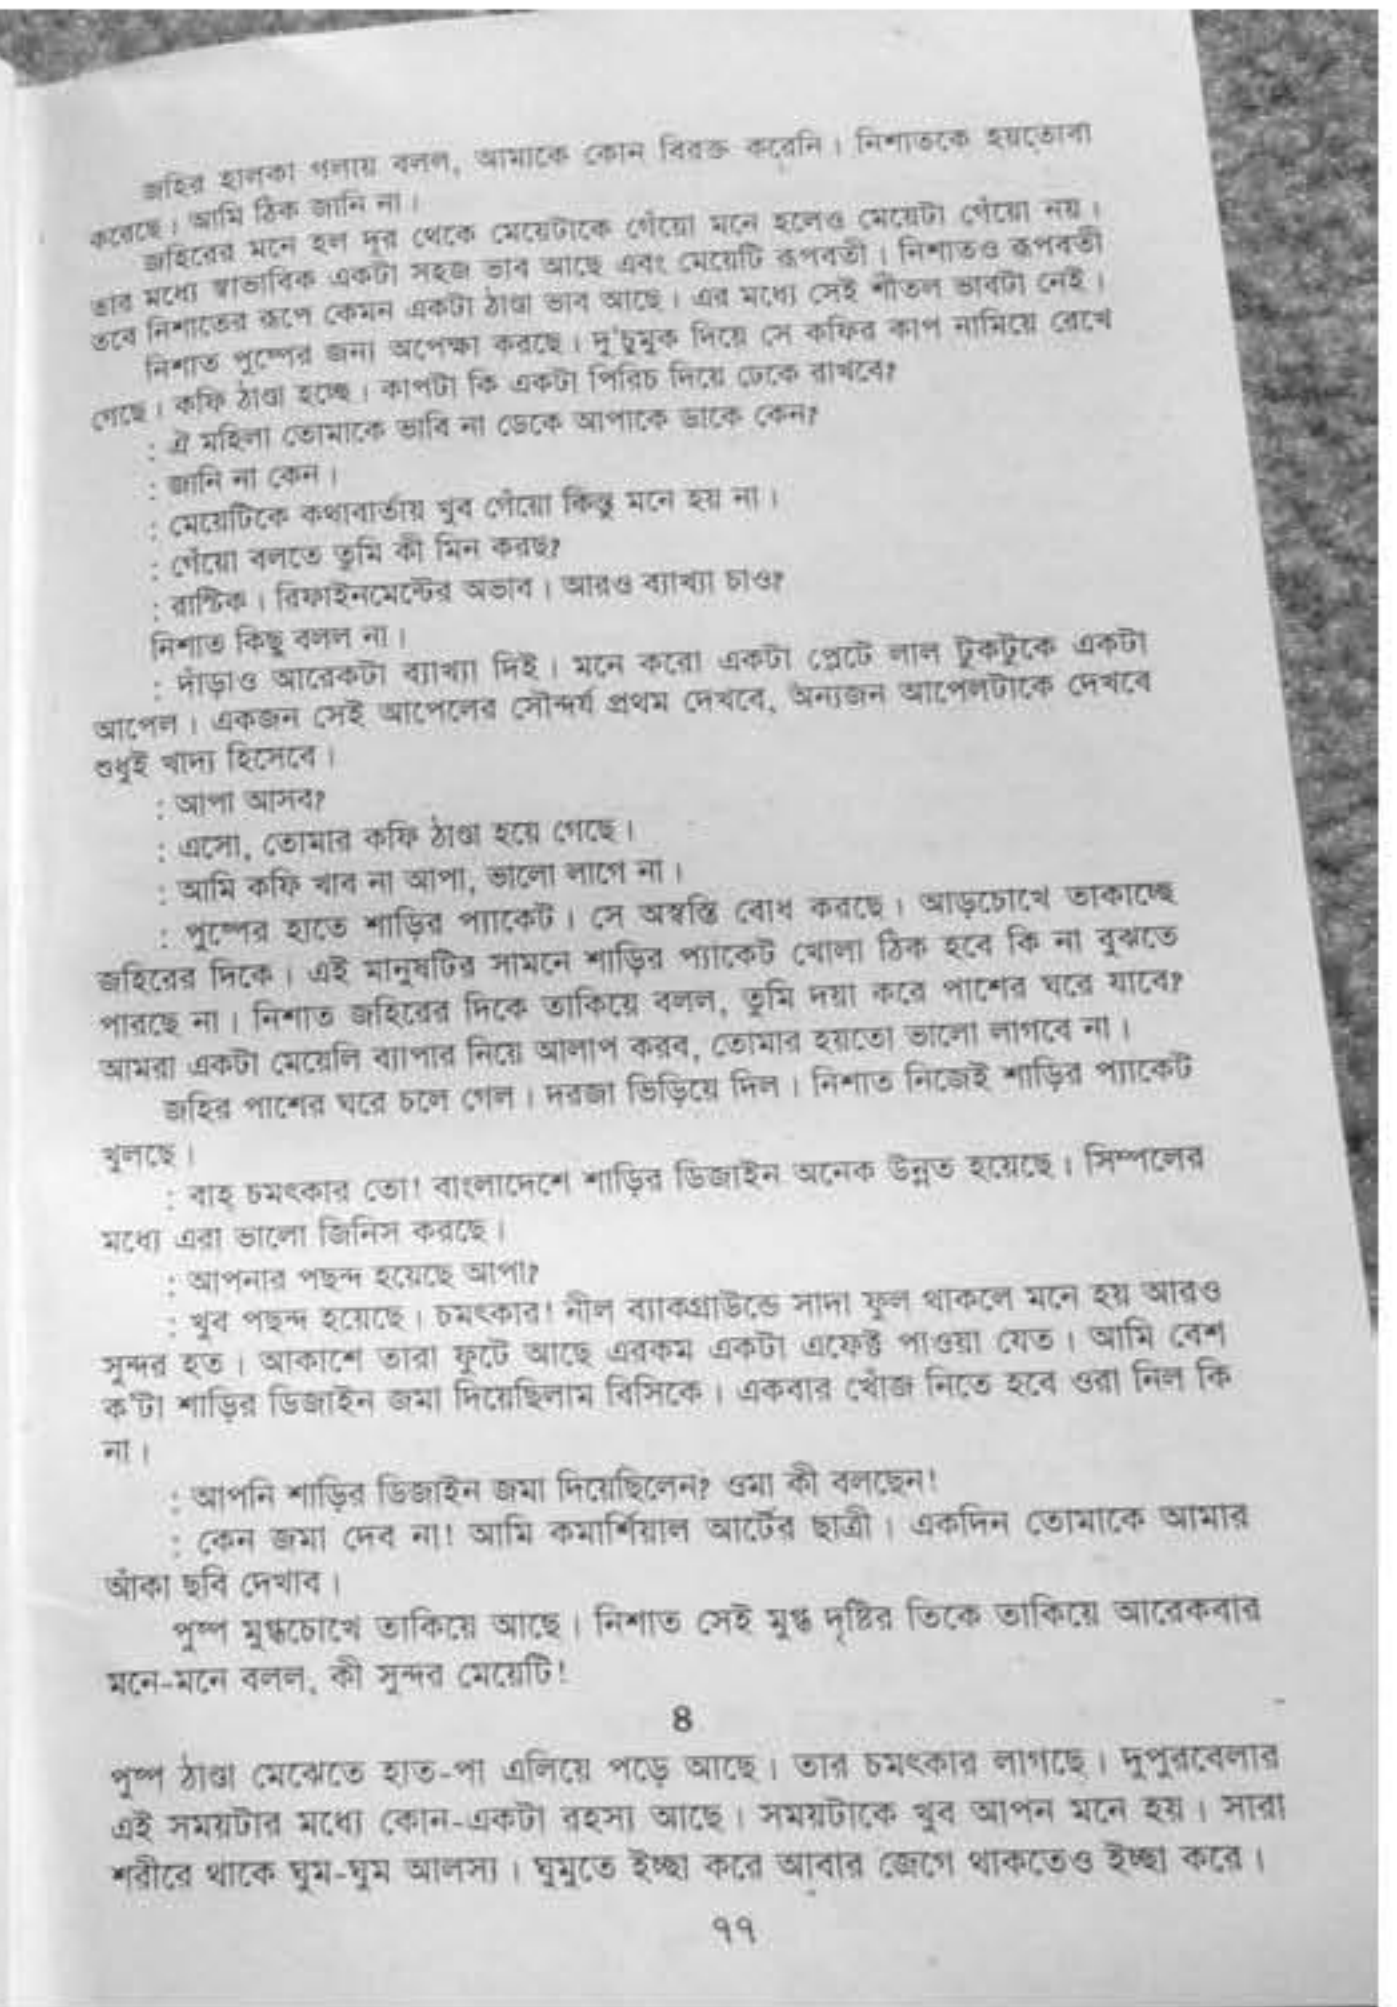 জহির হালকা গলায় বলল, আমাকে কোন বিরক্ত করেনি। নিশাতকে হয়তোবা
করেছে। আমি ঠিক জানি না।
জহিরের মনে হল দূর থেকে মেয়েটাকে গেঁয়ো মনে হলেও মেয়েটা গেঁয়ো নয়।
তার মধ্যে স্বাভাবিক একটা সহজ ভাব আছে এবং মেয়েটি রূপবতী। নিশাতও রূপবতী
তবে নিশাতের রূপে কেমন একটা ঠাণ্ডা ভাব আছে। এর মধ্যে সেই শীতল ভাবটা নেই।
নিশাত পুষ্পের জন্য অপেক্ষা করছে। দু'চুমুক দিয়ে সে কফির কাপ নামিয়ে রেখে
গেছে। কফি ঠাণ্ডা হচ্ছে। কাপটা কি একটা পিরিচ দিয়ে ঢেকে রাখবে?
: ঐ মহিলা তোমাকে ভাবি না ডেকে আপাকে ডাকে কেন?
: জানি না কেন।
: মেয়েটিকে কথাবার্তায় খুব গেঁয়ো কিন্তু মনে হয় না।
: গেঁয়ো বলতে তুমি কী মিন করছ?
: রাস্টিক। রিফাইনমেন্টের অভাব। আরও ব্যাখ্যা চাও?
নিশাত কিছু বলল না।
: দাঁড়াও আরেকটা ব্যাখ্যা দিই। মনে করো একটা প্লেটে লাল টুকটুকে একটা
আপেল। একজন সেই আপেলের সৌন্দর্য প্রথম দেখবে, অন্যজন আপেলটাকে দেখবে
শুধুই খাদ্য হিসেবে।
: আপা আসব?
: এসো, তোমার কফি ঠাণ্ডা হয়ে গেছে।
: আমি কফি খাব না আপা, ভালো লাগে না।
: পুষ্পের হাতে শাড়ির প্যাকেট। সে অস্বস্তি বোধ করছে। আড়চোখে তাকাচ্ছে
জহিরের দিকে। এই মানুষটির সামনে শাড়ির প্যাকেট খোলা ঠিক হবে কি না বুঝতে
পারছে না। নিশাত জহিরের দিকে তাকিয়ে বলল, তুমি দয়া করে পাশের ঘরে যাবে?
আমরা একটা মেয়েলি ব্যাপার নিয়ে আলাপ করব, তোমার হয়তো ভালো লাগবে না।
জহির পাশের ঘরে চলে গেল। দরজা ভিড়িয়ে দিল। নিশাত নিজেই শাড়ির প্যাকেট
খুলছে।
: বাহ্ চমৎকার তো! বাংলাদেশে শাড়ির ডিজাইন অনেক উন্নত হয়েছে। সিম্পলের
মধ্যে এরা ভালো জিনিস করছে।
: আপনার পছন্দ হয়েছে আপা?
: খুব পছন্দ হয়েছে। চমৎকার! নীল ব্যাকগ্রাউন্ডে সাদা ফুল থাকলে মনে হয় আরও
সুন্দর হত। আকাশে তারা ফুটে আছে এরকম একটা এফেক্ট পাওয়া যেত। আমি বেশ
ক'টা শাড়ির ডিজাইন জমা দিয়েছিলাম বিসিকে। একবার খোঁজ নিতে হবে ওরা নিল কি
না।
: আপনি শাড়ির ডিজাইন জমা দিয়েছিলেন? ওমা কী বলছেন!
: কেন জমা দেব না! আমি কমার্শিয়াল আর্টের ছাত্রী। একদিন তোমাকে আমার
আঁকা ছবি দেখাব।
পুষ্প মুগ্ধচোখে তাকিয়ে আছে। নিশাত সেই মুগ্ধ দৃষ্টির তিকে তাকিয়ে আরেকবার
মনে-মনে বলল, কী সুন্দর মেয়েটি!
৪
পুষ্প ঠাণ্ডা মেঝেতে হাত-পা এলিয়ে পড়ে আছে। তার চমৎকার লাগছে। দুপুরবেলার
এই সময়টার মধ্যে কোন-একটা রহস্য আছে। সময়টাকে খুব আপন মনে হয়। সারা
শরীরে থাকে ঘুম-ঘুম আলস্য। ঘুমুতে ইচ্ছা করে আবার জেগে থাকতেও ইচ্ছা করে।
৭৭